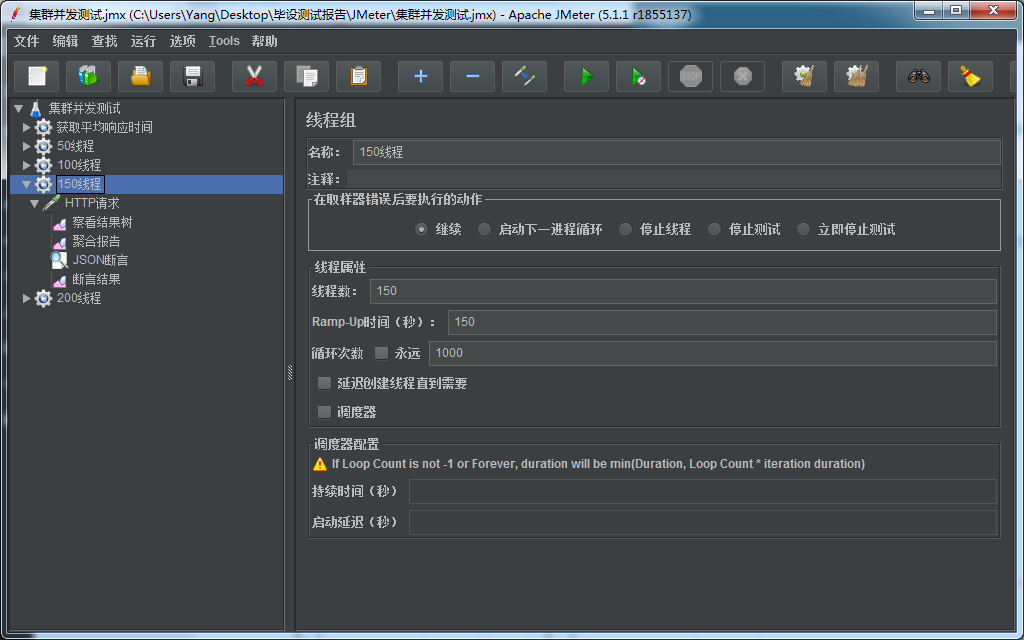 集群并发测试.jmx (C:\Users\Yang\Desktop\毕设测试报告\JMeter\集群并发测试.jmx) - Apache JMeter (5.1.1 r1855137)
文件 编辑 查找 运行 选项 Tools 帮助
STOP
集群并发测试
获取平均响应时间
50线程
100线程
150线程
HTTP请求
察看结果树
聚合报告
JSON断言
断言结果
200线程
线程组
名称： 150线程
注释：
在取样器错误后要执行的动作
继续 启动下一进程循环 停止线程 停止测试 立即停止测试
线程属性
线程数： 150
Ramp-Up时间（秒）： 150
循环次数 永远 1000
延迟创建线程直到需要
调度器
调度器配置
If Loop Count is not -1 or Forever, duration will be min(Duration, Loop Count * iteration duration)
持续时间（秒）
启动延迟（秒）